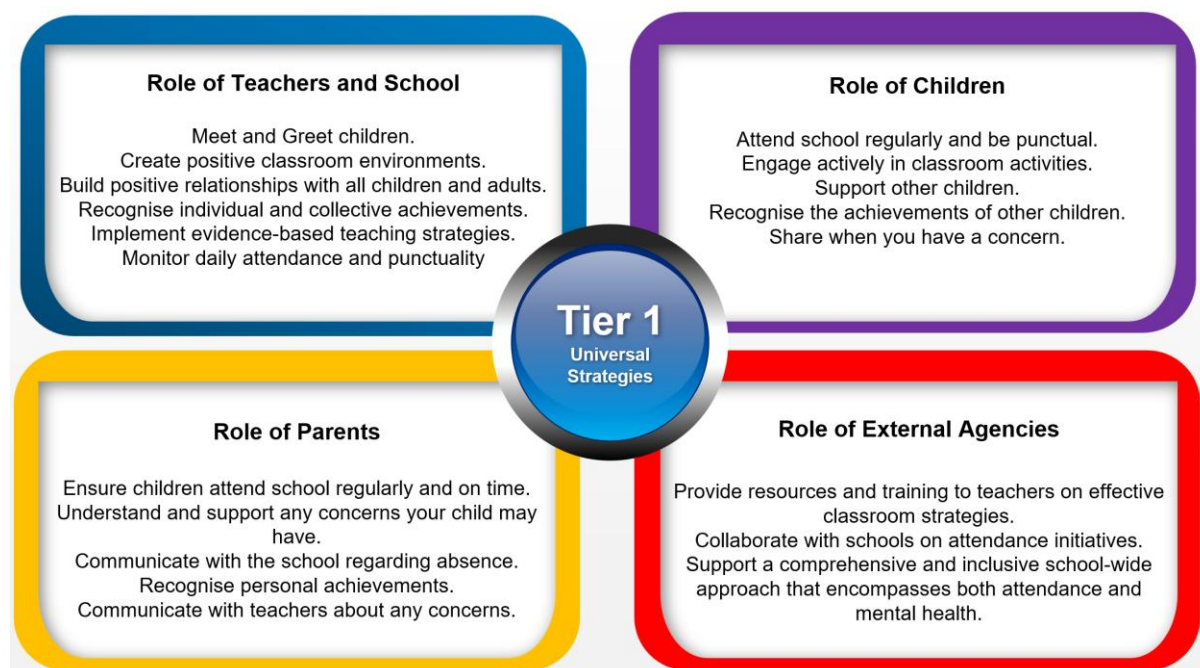 Role of Teachers and School
Meet and Greet children.
Create positive classroom environments.
Build positive relationships with all children and adults.
Recognise individual and collective achievements.
Implement evidence-based teaching strategies.
Monitor daily attendance and punctuality
Role of Children
Attend school regularly and be punctual.
Engage actively in classroom activities.
Support other children.
Recognise the achievements of other children.
Share when you have a concern.
Tier 1
Universal
Strategies
Role of Parents
Ensure children attend school regularly and on time.
Understand and support any concerns your child may
have.
Communicate with the school regarding absence.
Recognise personal achievements.
Communicate with teachers about any concerns.
Role of External Agencies
Provide resources and training to teachers on effective
classroom strategies.
Collaborate with schools on attendance initiatives.
Support a comprehensive and inclusive school-wide
approach that encompasses both attendance and
mental health.